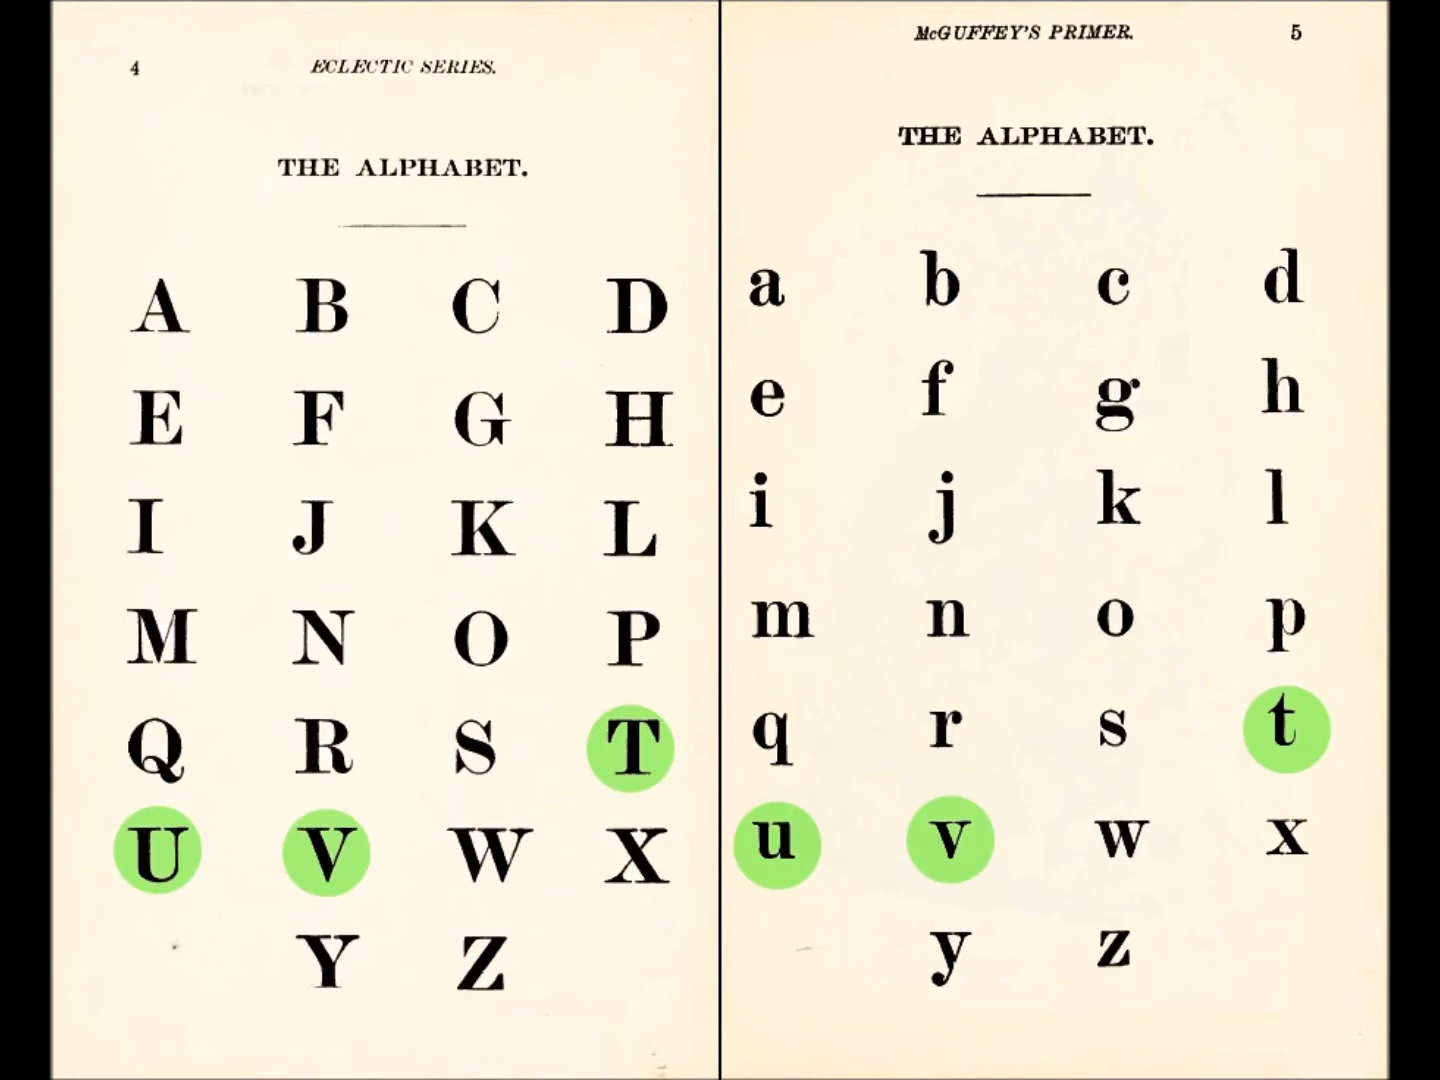 4 ECLECTIC SERIES.
THE ALPHABET.
A B C D
E F G H
I J K L
M N O P
Q R S T
U V W X
Y Z
McGUFFEY'S PRIMER. 5
THE ALPHABET.
a b c d
e f g h
i j k l
m n o p
q r s t
u v w x
y z